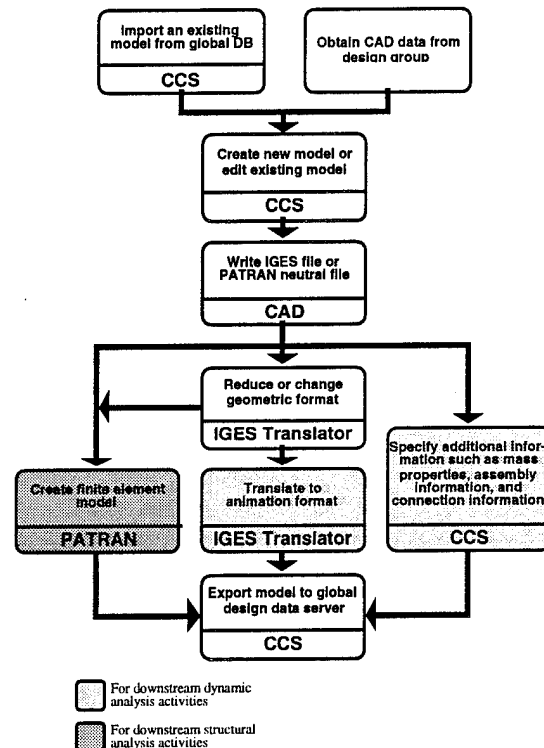 Import an existing
model from global DB
CCS
Obtain CAD data from
design group
Create new model or
edit existing model
CCS
Write IGES file or
PATRAN neutral file
CAD
Reduce or change
geometric format
IGES Translator
Create finite element
model
PATRAN
Translate to
animation format
IGES Translator
Specify additional infor-
mation such as mass
properties, assembly
information, and
connection information
CCS
Export model to global
design data server
CCS
For downstream dynamic
analysis activities
For downstream structural
analysis activities